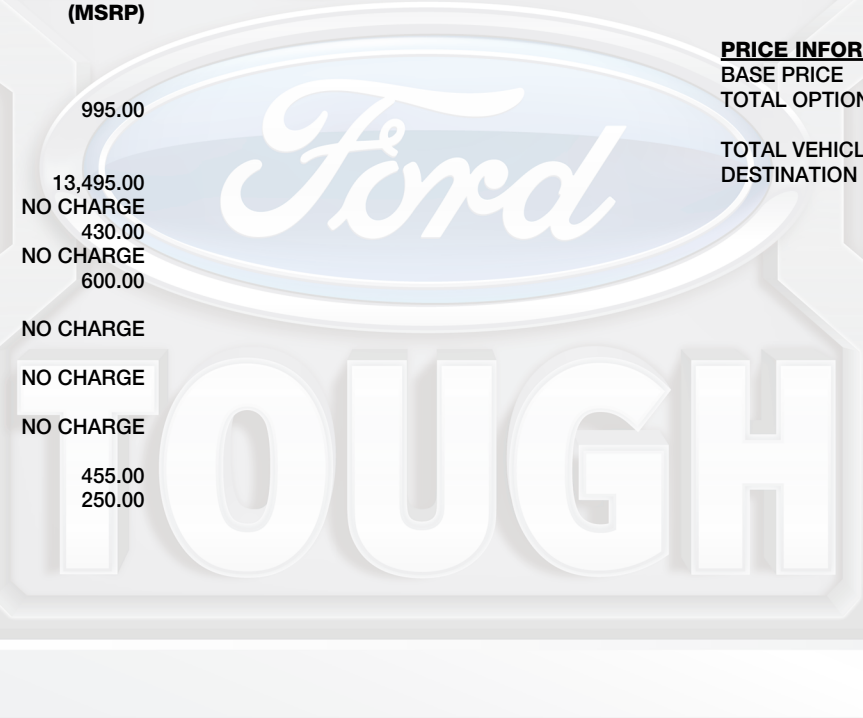 (MSRP)
995.00
13,495.00
NO CHARGE
430.00
NO CHARGE
600.00
NO CHARGE
NO CHARGE
NO CHARGE
455.00
250.00
PRICE INFOR
BASE PRICE
TOTAL OPTION
TOTAL VEHICL
DESTINATION
Ford
TOUGH